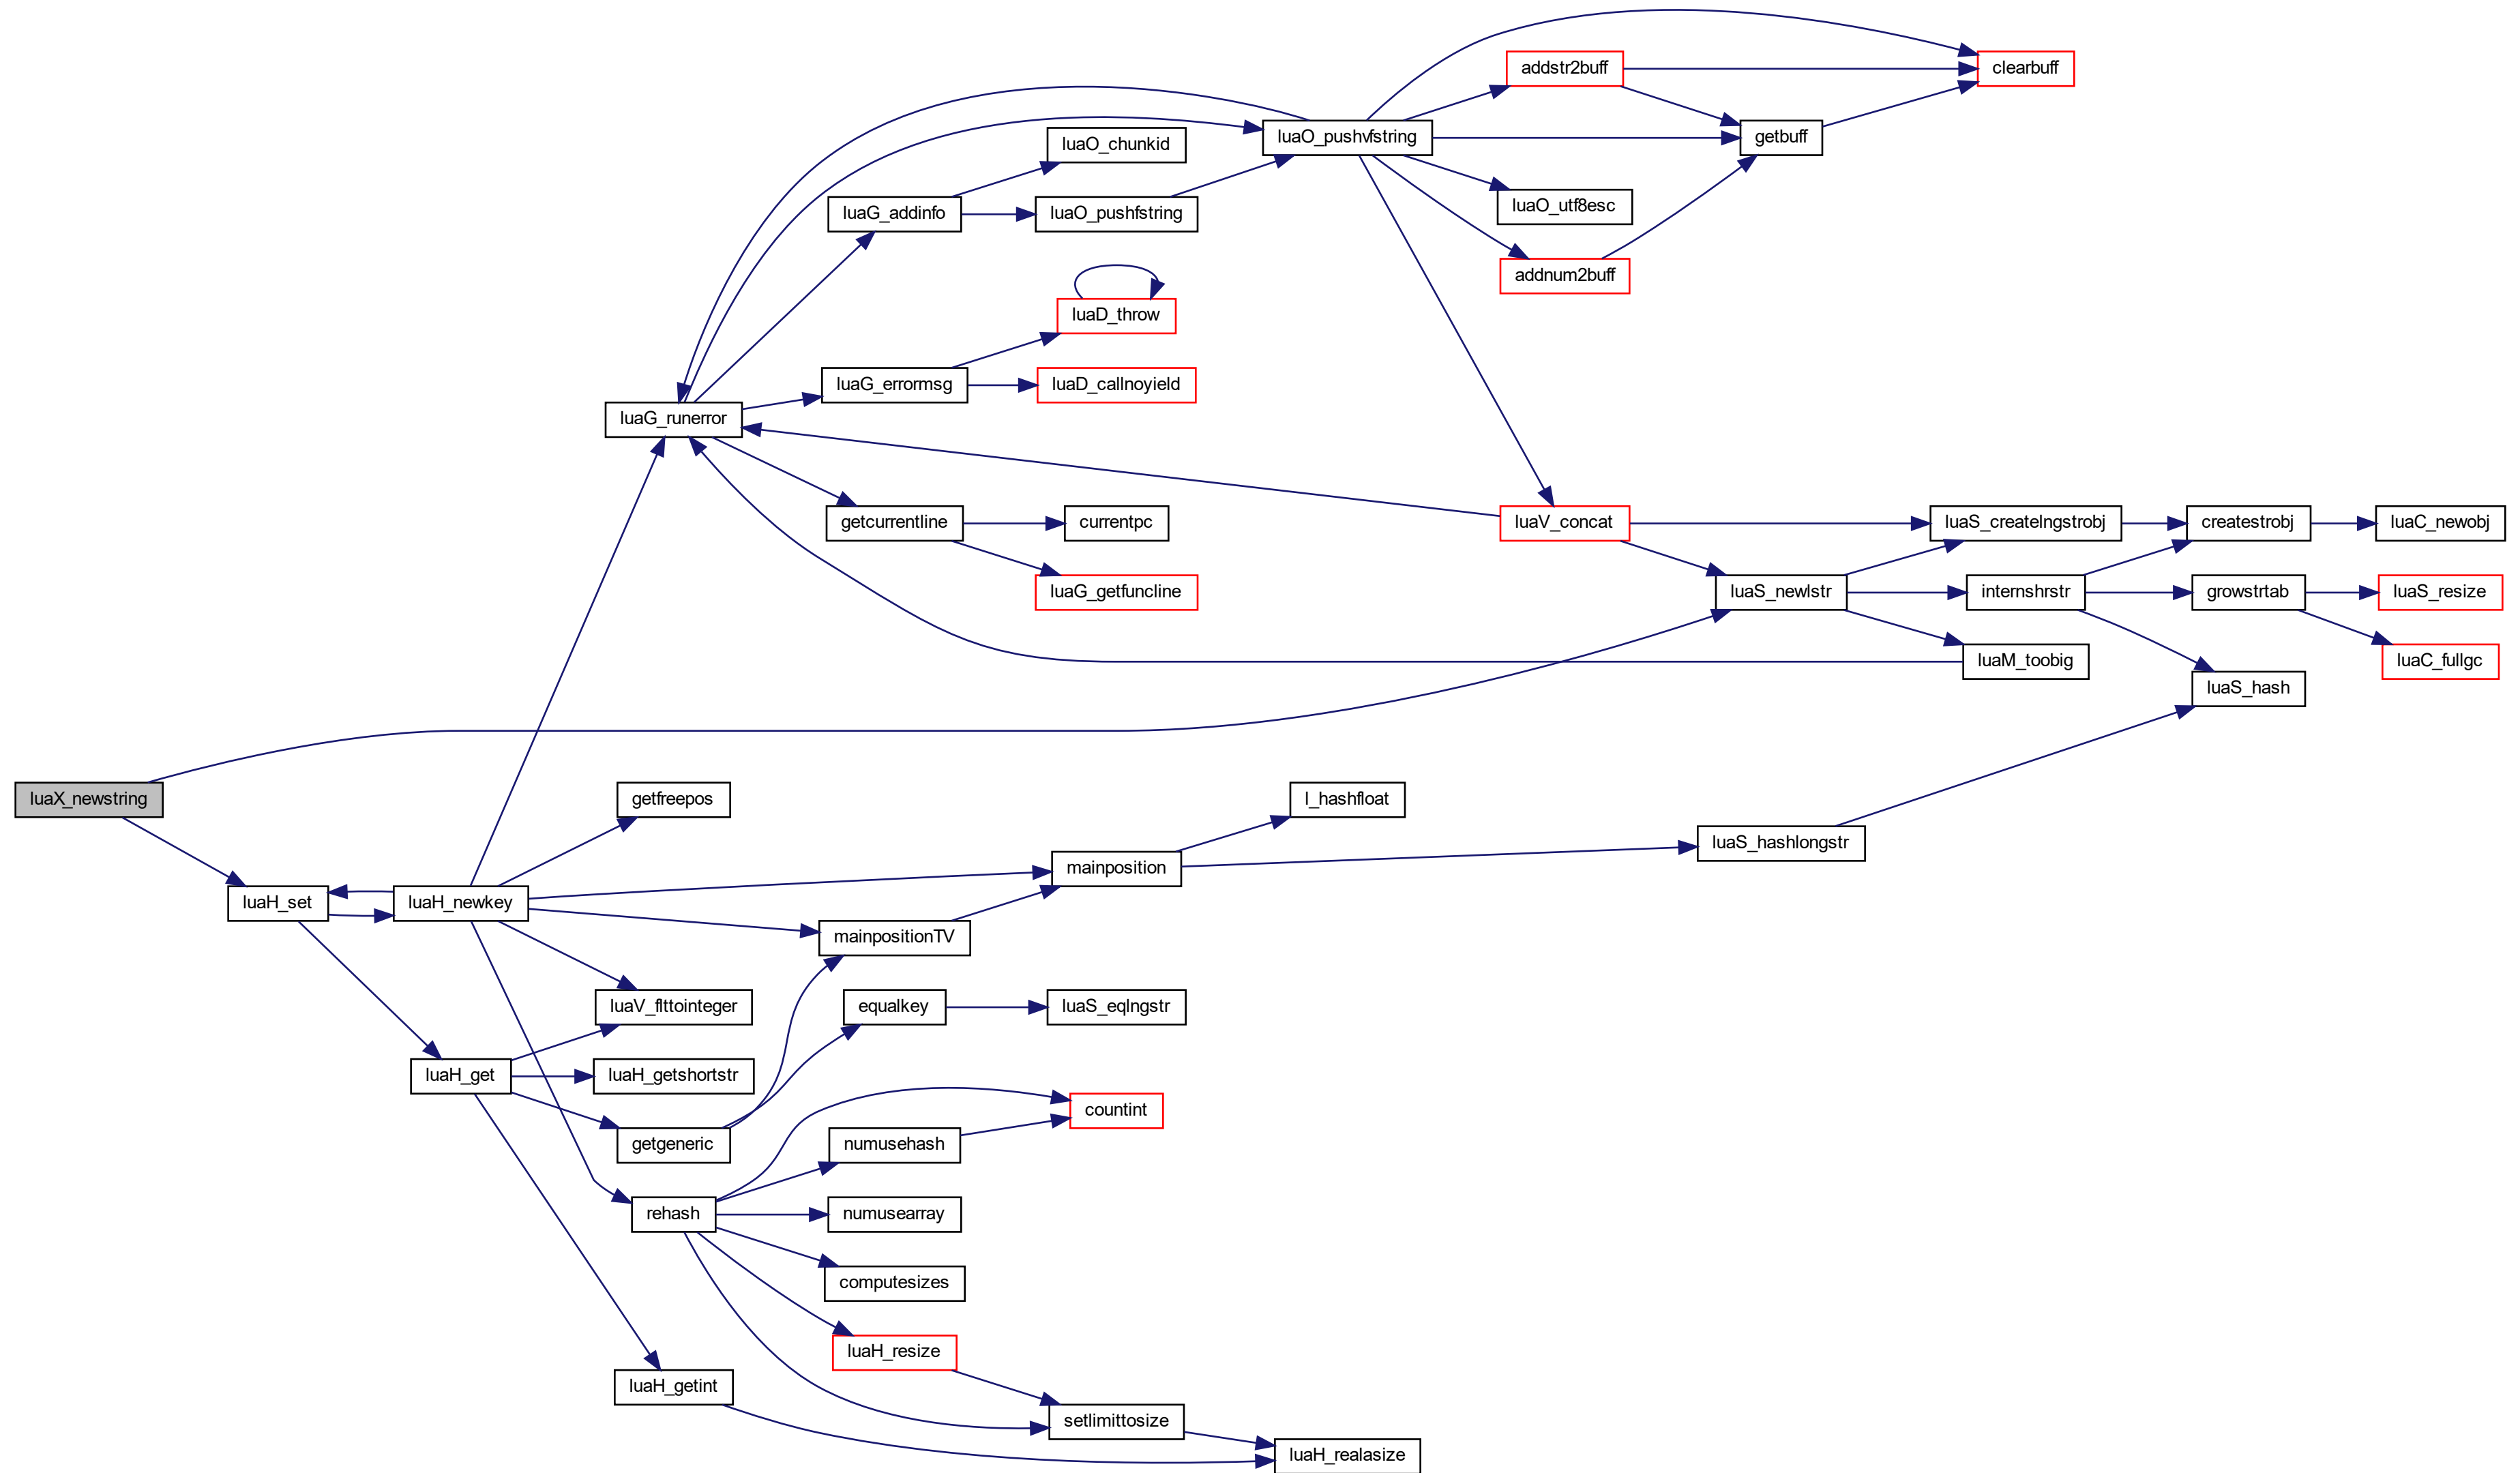 clearbuff
addstr2buff
luaO_pushvfstring
getbuff
luaO_chunkid
luaO_utf8esc
luaG_addinfo
luaO_pushfstring
addnum2buff
luaD_throw
luaG_errormsg
luaD_callnoyield
luaG_runerror
getcurrentline
currentpc
luaV_concat
luaS_createlngstrobj
createstrobj
luaC_newobj
luaG_getfuncline
luaS_newlstr
internshrstr
growstrtab
luaS_resize
luaM_toobig
luaC_fullgc
luaS_hash
luaX_newstring
getfreepos
l_hashfloat
luaS_hashlongstr
mainposition
luaH_set
luaH_newkey
mainpositionTV
luaV_flttointeger
equalkey
luaS_eqlngstr
luaH_get
luaH_getshortstr
countint
getgeneric
numusehash
rehash
numusearray
computesizes
luaH_resize
luaH_getint
setlimittosize
luaH_realasize